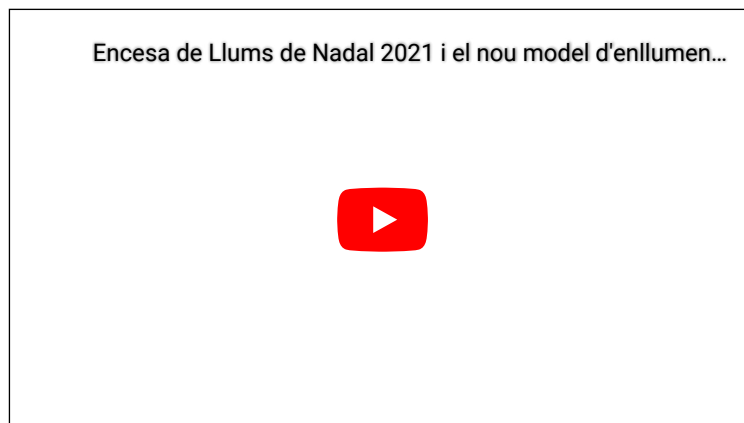 Encesa de Llums de Nadal 2021 i el nou model d'enllumen…